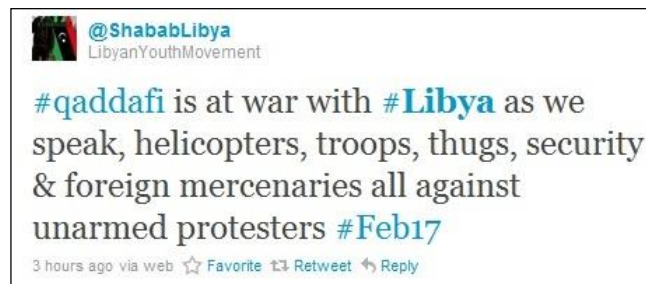 @ShababLibya
LibyanYouthMovement
#qaddafi is at war with #Libya as we
speak, helicopters, troops, thugs, security
& foreign mercenaries all against
unarmed protesters #Feb17
3 hours ago via web Favorite Retweet Reply